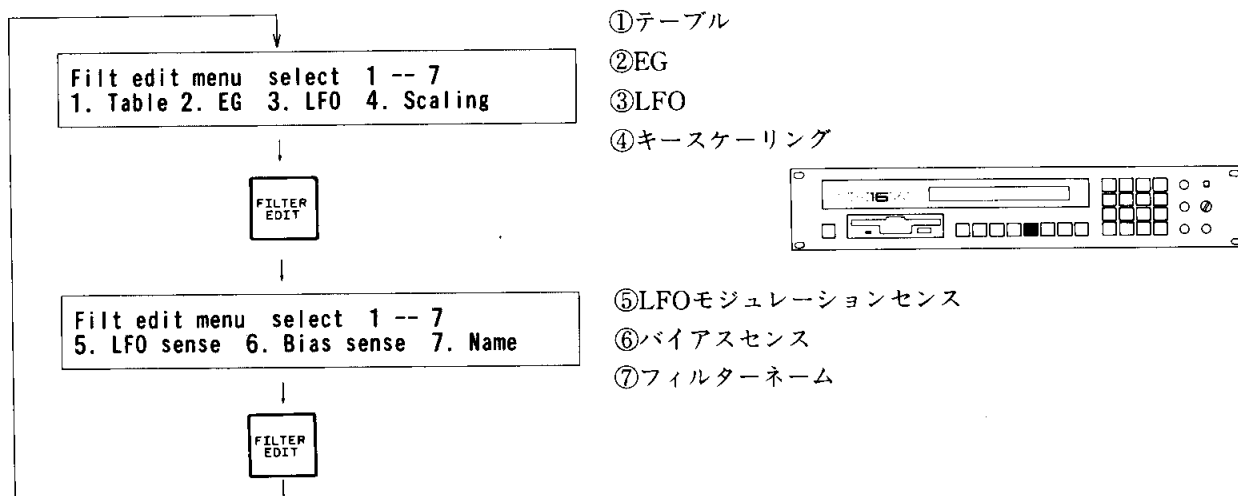 Filt edit menu select 1 -- 7
1. Table 2. EG 3. LFO 4. Scaling
①テーブル
②EG
③LFO
④キースケーリング
FILTER
EDIT
16
Filt edit menu select 1 -- 7
5. LFO sense 6. Bias sense 7. Name
⑤LFOモジュレーションセンス
⑥バイアスセンス
⑦フィルターネーム
FILTER
EDIT